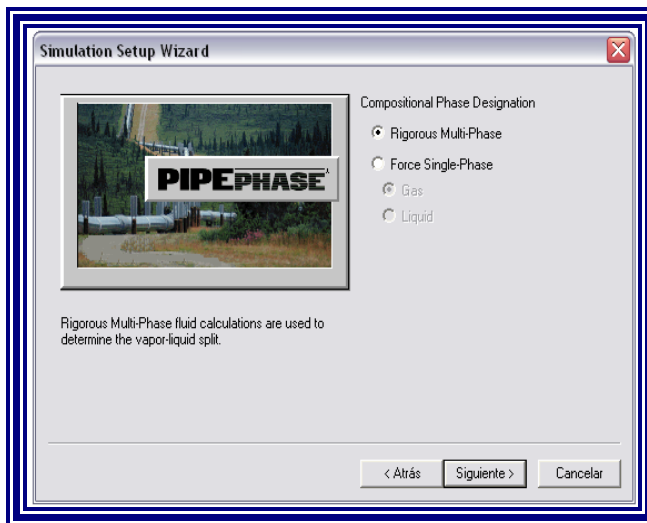 Simulation Setup Wizard
PIPEPHASE
Compositional Phase Designation
Rigorous Multi-Phase
Force Single-Phase
Gas
Liquid
Rigorous Multi-Phase fluid calculations are used to
determine the vapor-liquid split.
< Atrás
Siguiente >
Cancelar